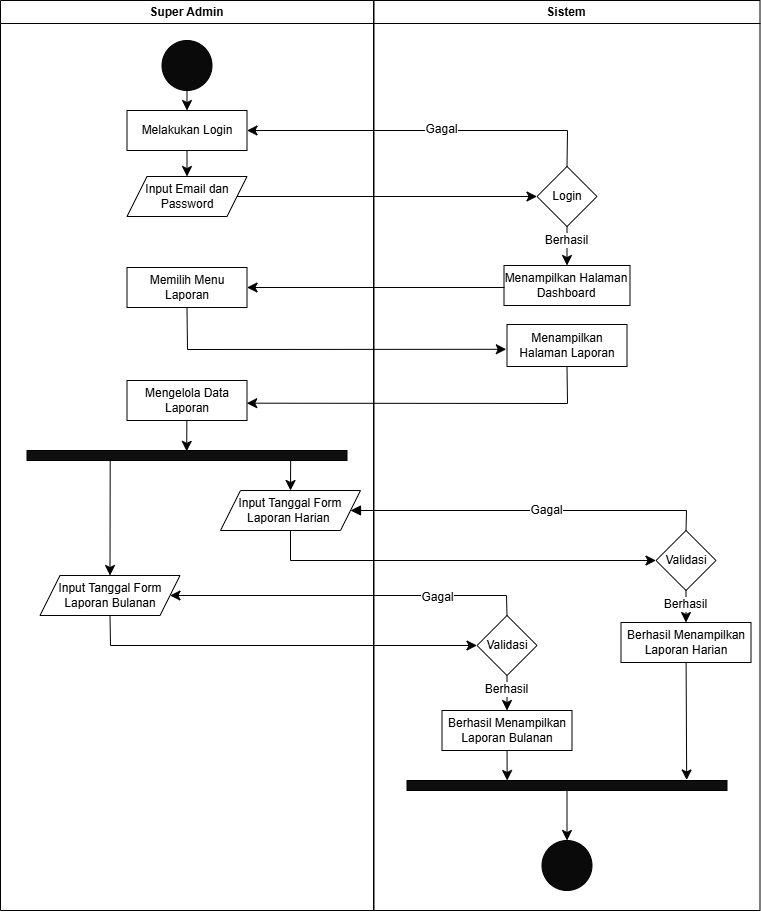 Super Admin
Sistem
Melakukan Login
Gagal
Input Email dan
Password
Login
Berhasil
Memilih Menu
Laporan
Menampilkan Halaman
Dashboard
Menampilkan
Halaman Laporan
Mengelola Data
Laporan
Input Tanggal Form
Laporan Harian
Gagal
Validasi
Berhasil
Input Tanggal Form
Laporan Bulanan
Gagal
Validasi
Berhasil Menampilkan
Laporan Harian
Berhasil
Berhasil Menampilkan
Laporan Bulanan